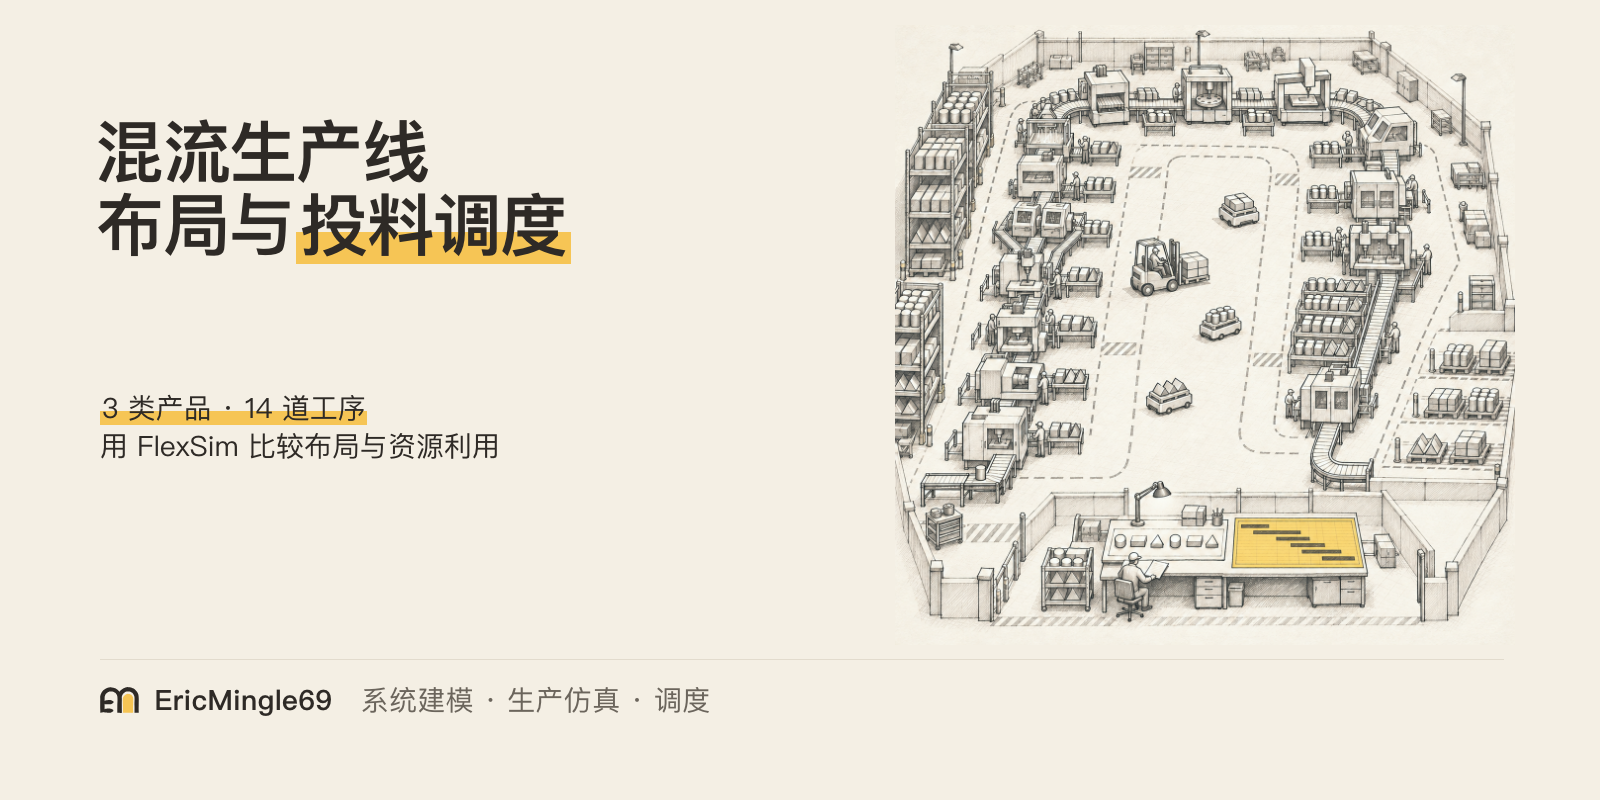 混流生产线
布局与投料调度
3 类产品 · 14 道工序
用 FlexSim 比较布局与资源利用
EricMingle69 系统建模 · 生产仿真 · 调度